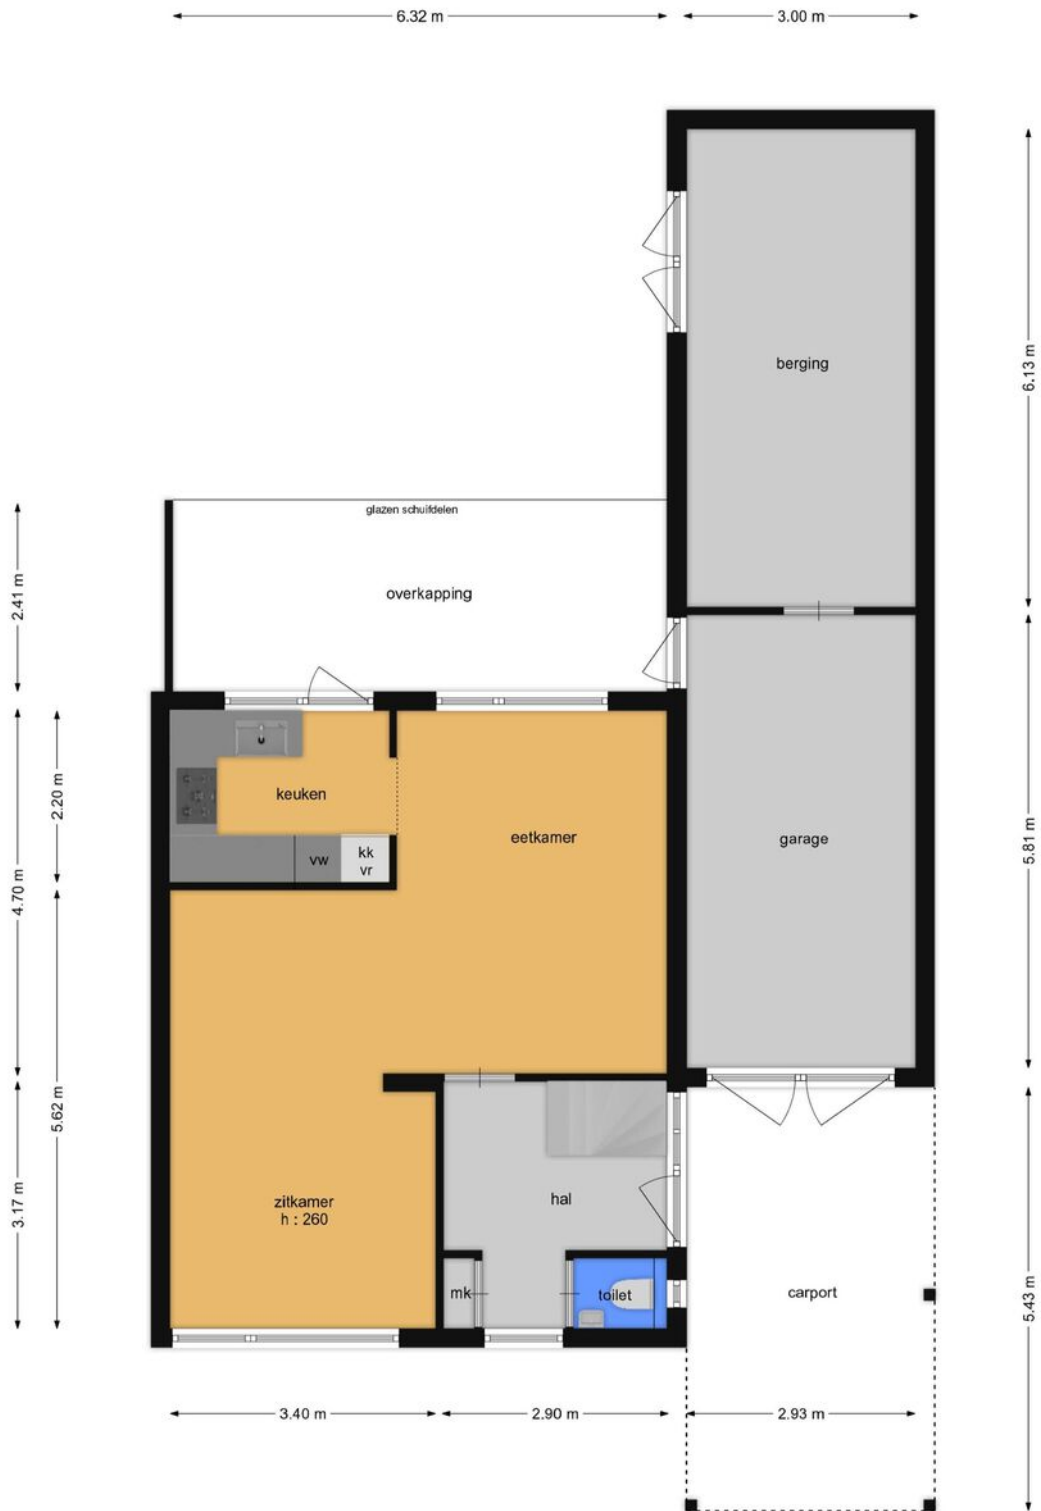 6.32 m
3.00 m
berging
6.13 m
glazen schuifdelen
overkapping
2.41 m
keuken
2.20 m
eetkamer
garage
5.81 m
vw
kk
vr
4.70 m
5.62 m
3.17 m
zitkamer
h : 260
hal
mk
toilet
carport
5.43 m
3.40 m
2.90 m
2.93 m